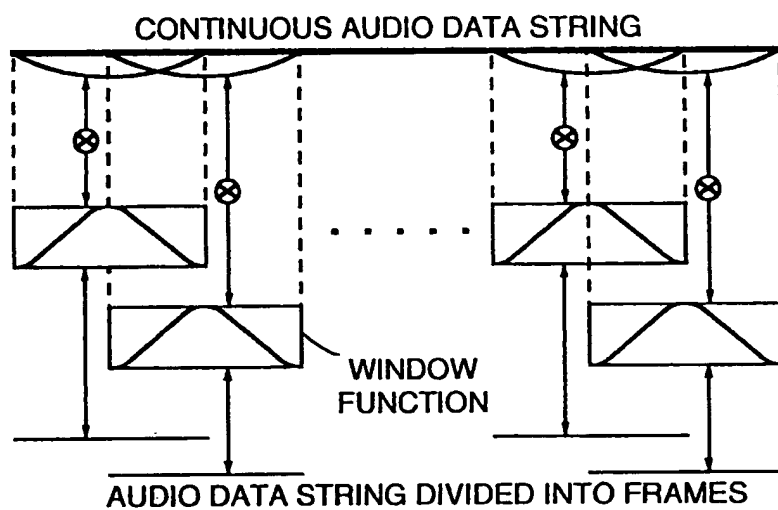 CONTINUOUS AUDIO DATA STRING
WINDOW
FUNCTION
AUDIO DATA STRING DIVIDED INTO FRAMES